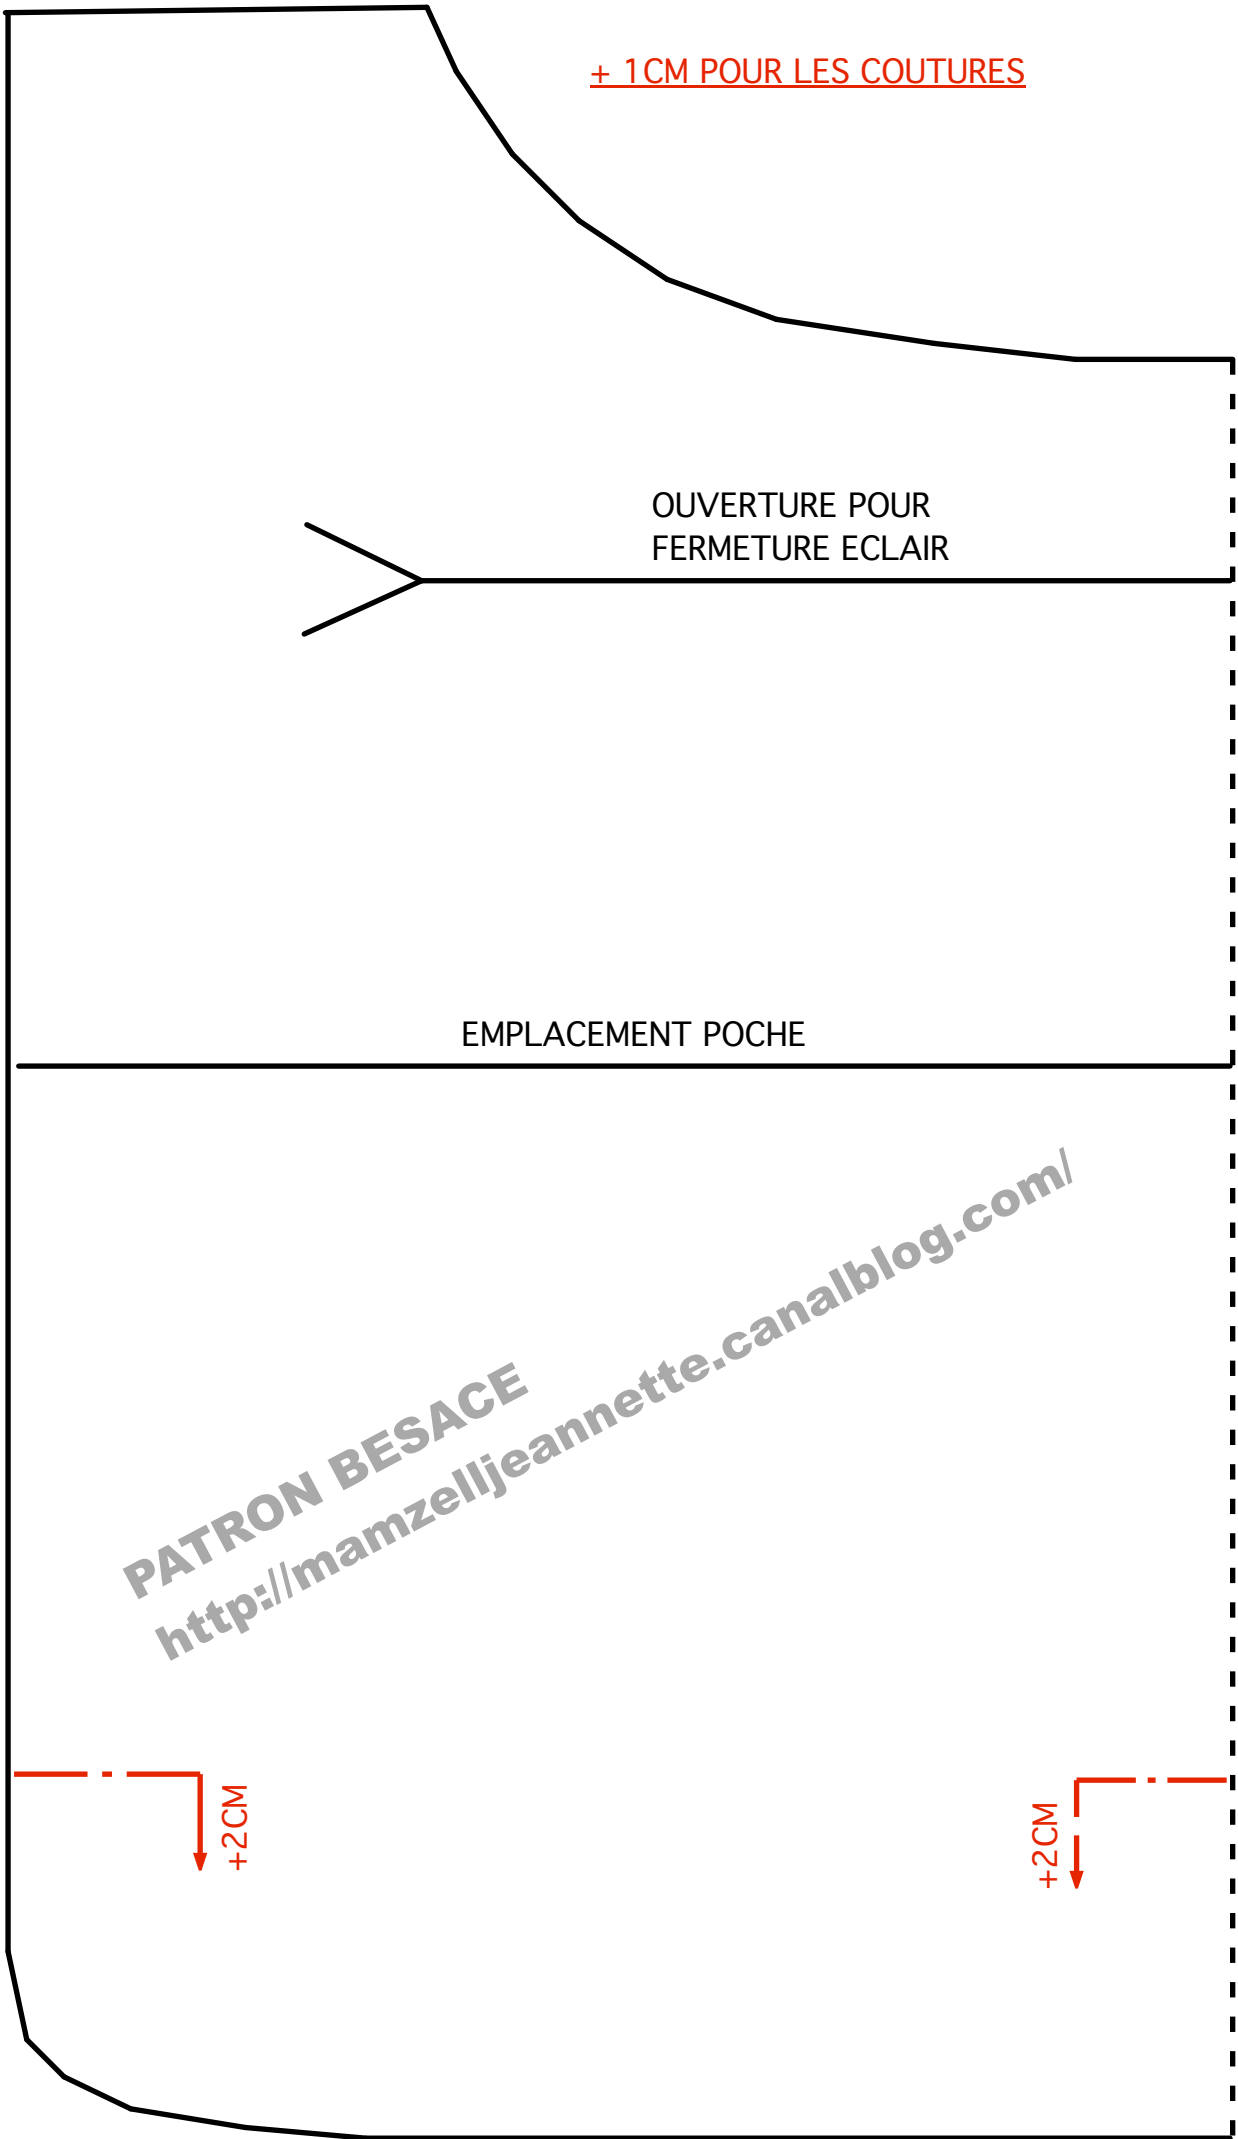 + 1CM POUR LES COUTURES
OUVERTURE POUR
FERMETURE ECLAIR
EMPLACEMENT POCHE
PATRON BESACE
http://mamzelljeannette.canalblog.com/
+2CM
+2CM